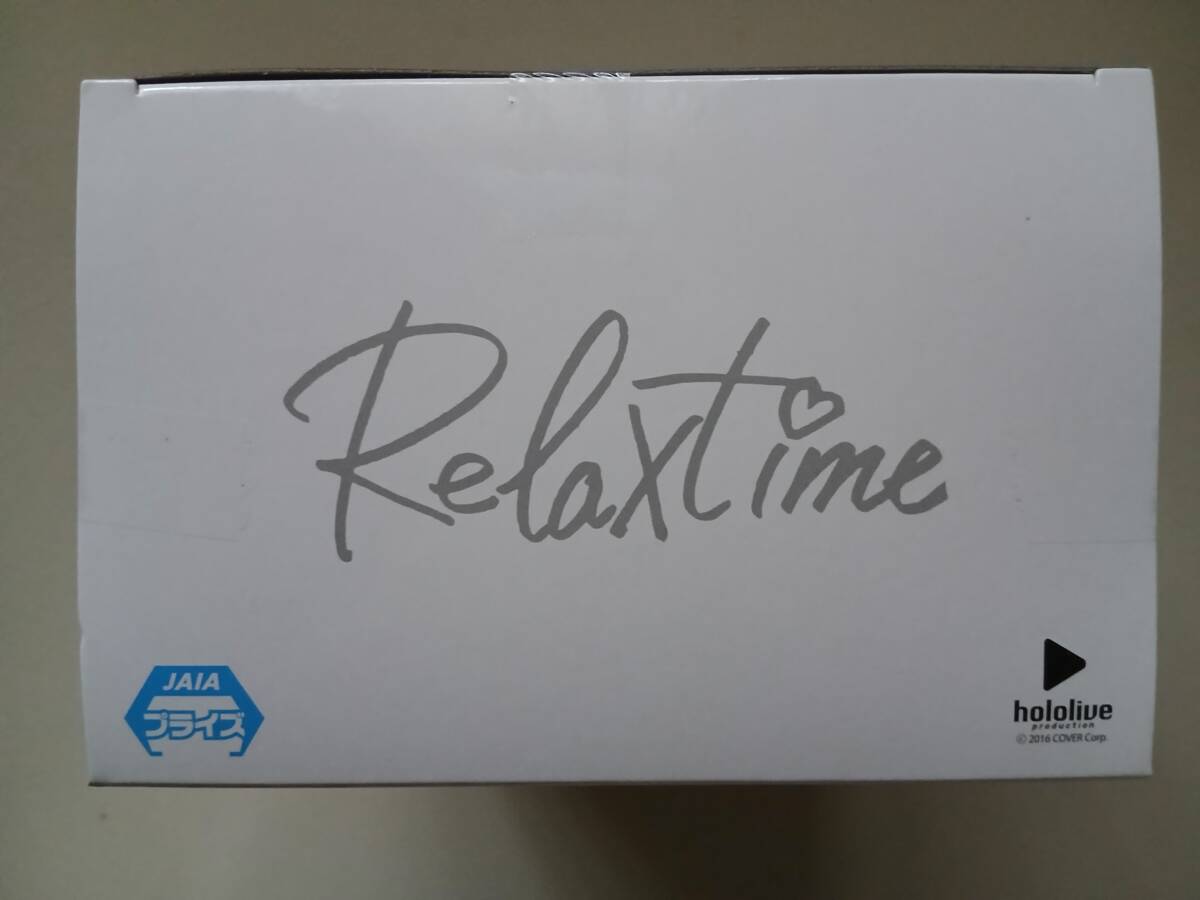 Relaxtime
JAIA
プライズ
hololive
production
© 2016 COVER Corp.